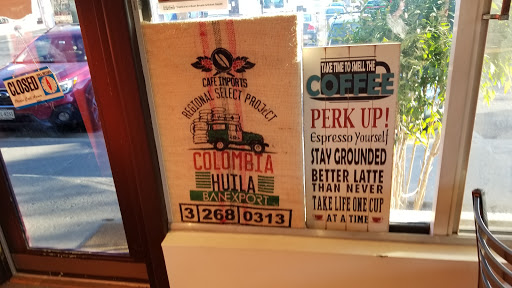 CLOSED
CAFE IMPORTS
REGIONAL SELECT PROJECT
COLOMBIA
HUILA
BANEXPORT
3 268 0313
TAKE TIME TO SMELL THE
COFFEE
PERK UP!
Espresso Yourself
STAY GROUNDED
BETTER LATTE
THAN NEVER
TAKE LIFE ONE CUP
AT A TIME